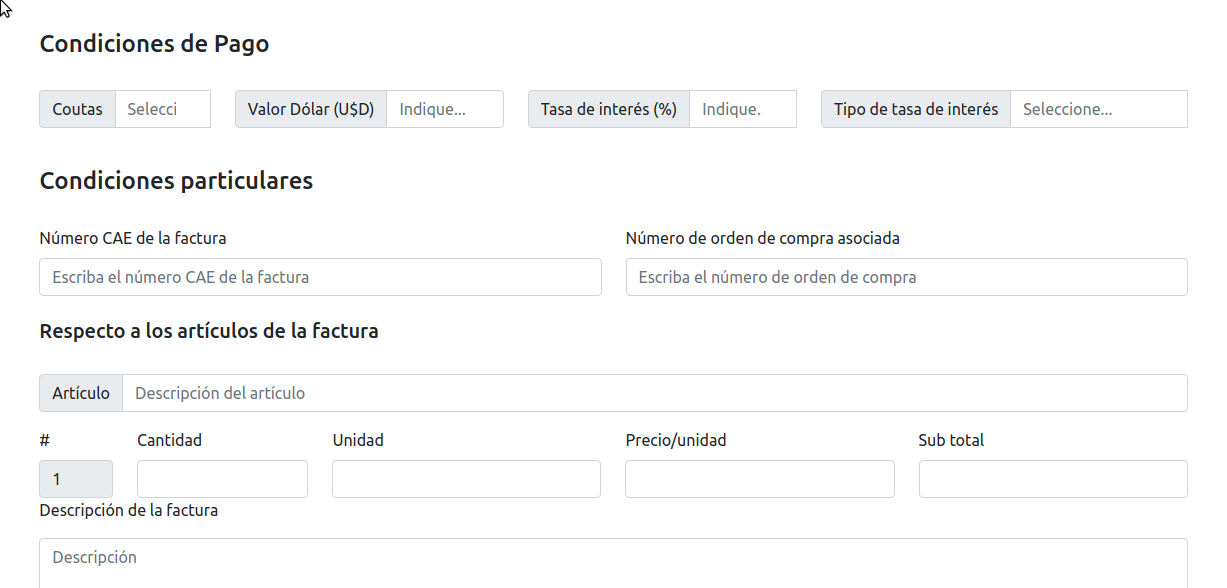 Condiciones de Pago
Coutas Selecci Valor Dólar (U$D) Indique... Tasa de interés (%) Indique. Tipo de tasa de interés Seleccione...
Condiciones particulares
Número CAE de la factura Número de orden de compra asociada
Escriba el número CAE de la factura Escriba el número de orden de compra
Respecto a los artículos de la factura
Artículo Descripción del artículo
# Cantidad Unidad Precio/unidad Sub total
1
Descripción de la factura
Descripción